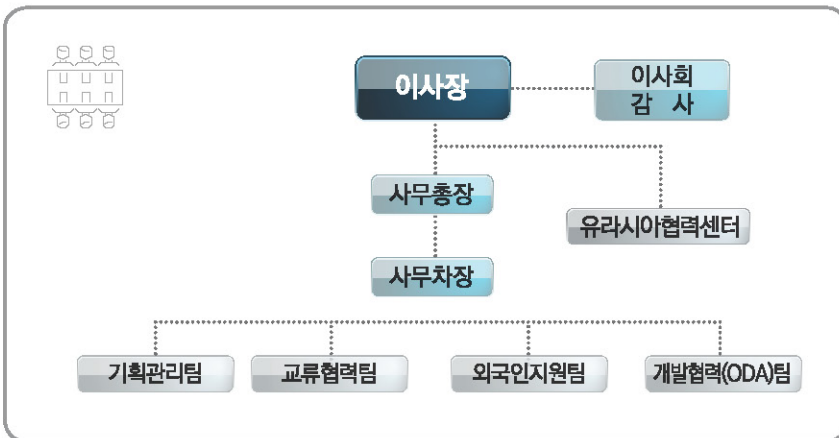 이사장
이사회
감 사
사무총장
유라시아협력센터
사무차장
기획관리팀
교류협력팀
외국인지원팀
개발협력(ODA)팀